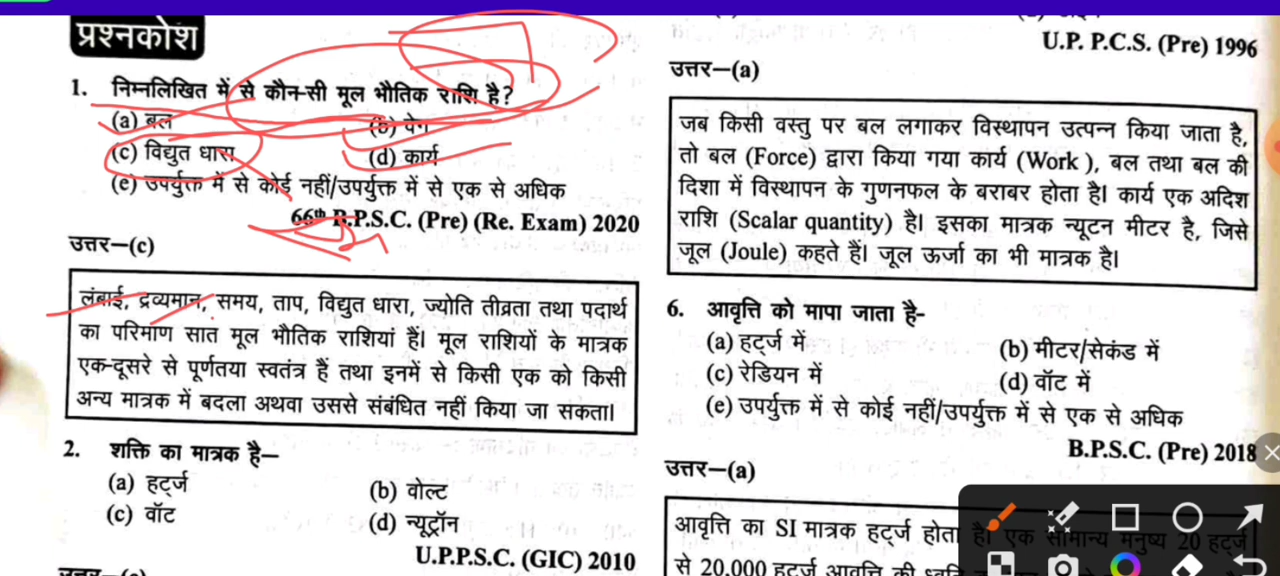 प्रश्नकोश
1. निम्नलिखित में से कौन-सी मूल भौतिक राशि है?
(a) बल (b) वेग
(c) विद्युत धारा (d) कार्य
(e) उपर्युक्त में से कोई नहीं/उपर्युक्त में से एक से अधिक
66th B.P.S.C. (Pre) (Re. Exam) 2020
उत्तर–(c)
लंबाई, द्रव्यमान, समय, ताप, विद्युत धारा, ज्योति तीव्रता तथा पदार्थ
का परिमाण सात मूल भौतिक राशियां हैं। मूल राशियों के मात्रक
एक-दूसरे से पूर्णतया स्वतंत्र हैं तथा इनमें से किसी एक को किसी
अन्य मात्रक में बदला अथवा उससे संबंधित नहीं किया जा सकता।
2. शक्ति का मात्रक है–
(a) हर्ट्ज (b) वोल्ट
(c) वॉट (d) न्यूट्रॉन
U.P.P.S.C. (GIC) 2010
U.P. P.C.S. (Pre) 1996
उत्तर–(a)
जब किसी वस्तु पर बल लगाकर विस्थापन उत्पन्न किया जाता है,
तो बल (Force) द्वारा किया गया कार्य (Work ), बल तथा बल की
दिशा में विस्थापन के गुणनफल के बराबर होता है। कार्य एक अदिश
राशि (Scalar quantity) है। इसका मात्रक न्यूटन मीटर है, जिसे
जूल (Joule) कहते हैं। जूल ऊर्जा का भी मात्रक है।
6. आवृत्ति को मापा जाता है-
(a) हर्ट्ज में (b) मीटर/सेकंड में
(c) रेडियन में (d) वॉट में
(e) उपर्युक्त में से कोई नहीं/उपर्युक्त में से एक से अधिक
B.P.S.C. (Pre) 2018
उत्तर–(a)
आवृत्ति का SI मात्रक हर्ट्ज होता है। एक सामान्य मनुष्य 20 हर्ट्ज
से 20,000 हर्ट्ज आवृत्ति की ध्वनि